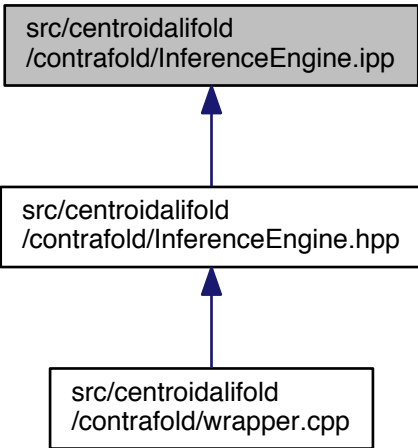 src/centroidalifold
/contrafold/InferenceEngine.ipp
src/centroidalifold
/contrafold/InferenceEngine.hpp
src/centroidalifold
/contrafold/wrapper.cpp